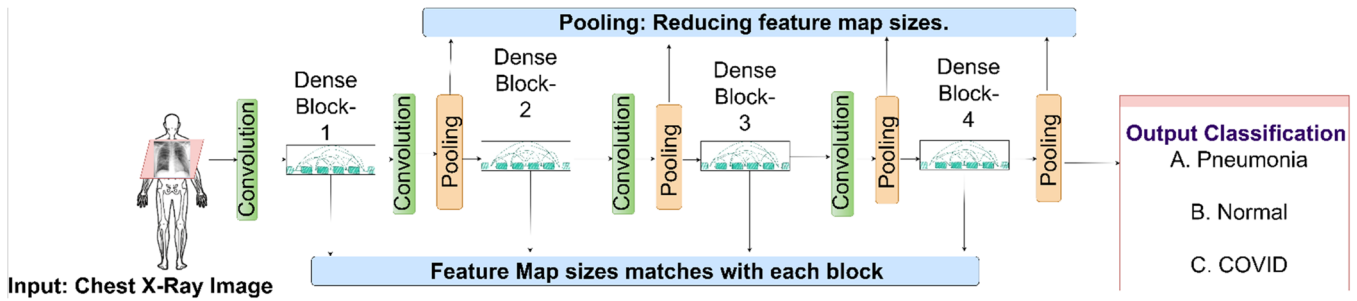 Pooling: Reducing feature map sizes.
Dense
Block-
1
Dense
Block-
2
Dense
Block-
3
Dense
Block-
4
Convolution
Convolution
Pooling
Convolution
Pooling
Convolution
Pooling
Pooling
Output Classification
A. Pneumonia
B. Normal
C. COVID
Feature Map sizes matches with each block
Input: Chest X-Ray Image